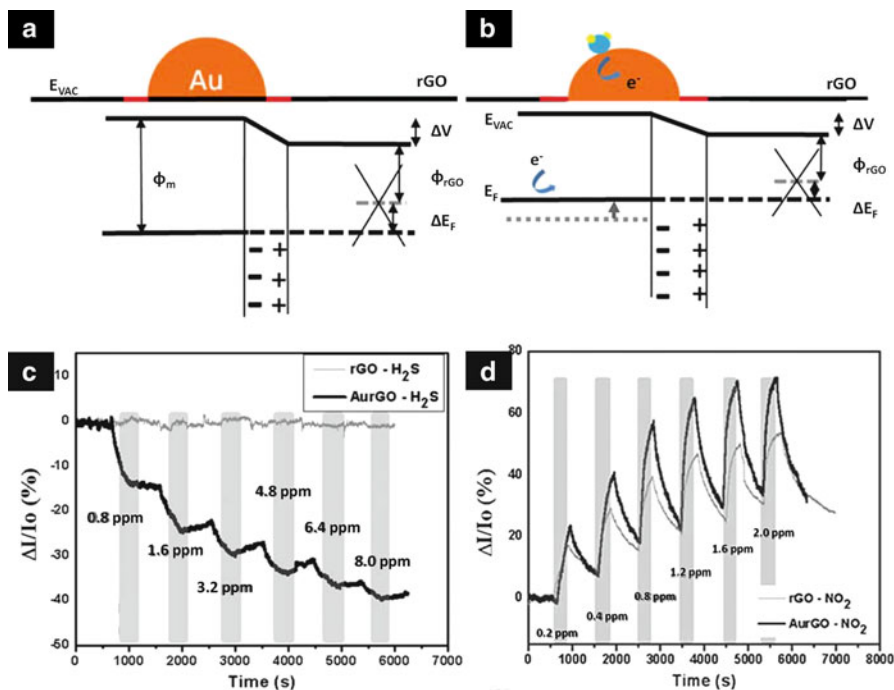 a
Au
rGO
E_VAC
ΔV
Φ_m
Φ_rGO
ΔE_F
- +
- +
- +
- +
b
e⁻
rGO
E_VAC
ΔV
e⁻
Φ_rGO
E_F
ΔE_F
- +
- +
- +
- +
c
ΔI/Io (%)
10
0
-10
-20
-30
-40
-50
rGO - H₂S
AurGO - H₂S
0.8 ppm
1.6 ppm
3.2 ppm
4.8 ppm
6.4 ppm
8.0 ppm
0 1000 2000 3000 4000 5000 6000 7000
Time (s)
d
ΔI/Io (%)
80
60
40
20
0
0.2 ppm
0.4 ppm
0.8 ppm
1.2 ppm
1.6 ppm
2.0 ppm
rGO - NO₂
AurGO - NO₂
0 1000 2000 3000 4000 5000 6000 7000 8000
Time (s)